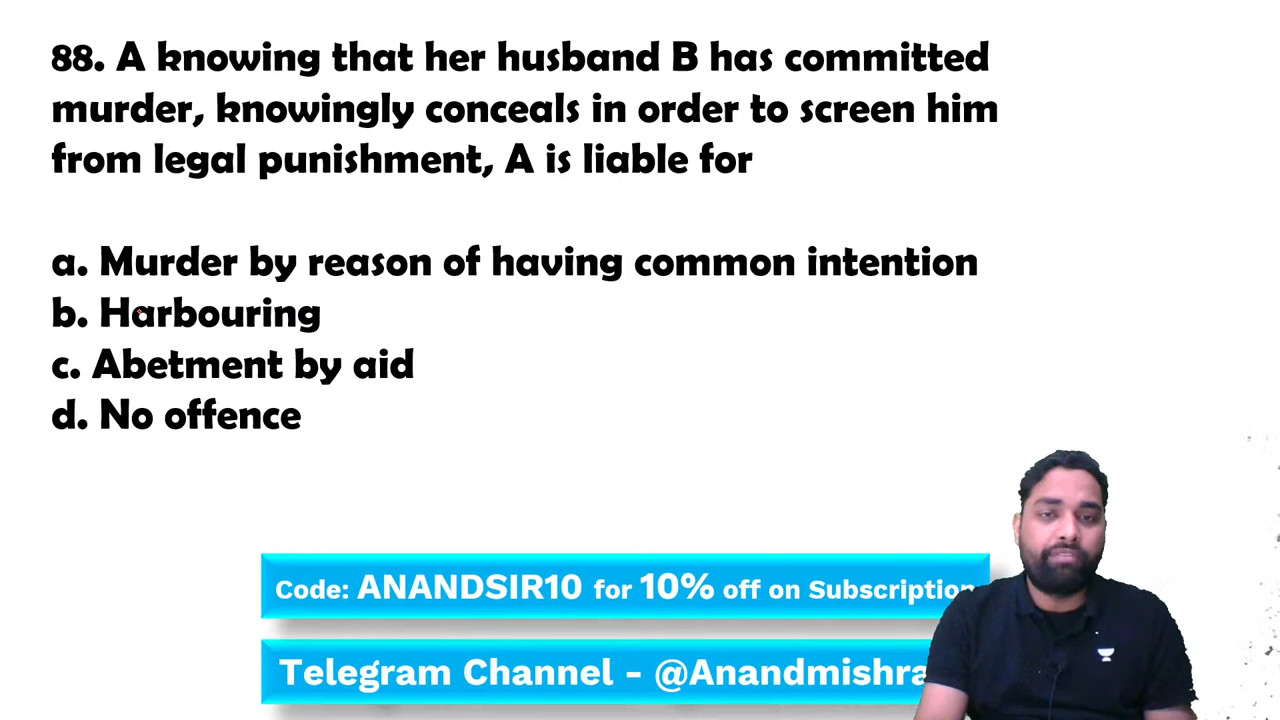 88. A knowing that her husband B has committed
murder, knowingly conceals in order to screen him
from legal punishment, A is liable for
a. Murder by reason of having common intention
b. Harbouring
c. Abetment by aid
d. No offence
Code: ANANDSIR10 for 10% off on Subscription
Telegram Channel - @Anandmishra